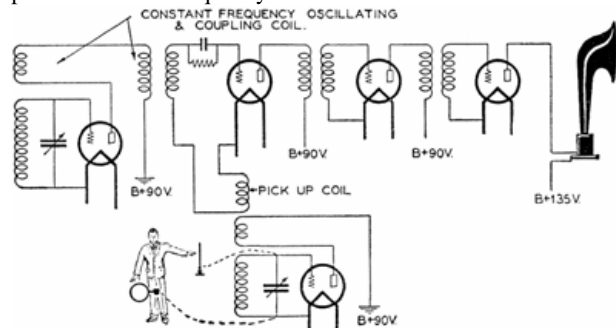 CONSTANT FREQUENCY OSCILLATING
& COUPLING COIL.
B+90V.
B+90V.
B+90V.
B+135V.
PICK UP COIL
B+90V.